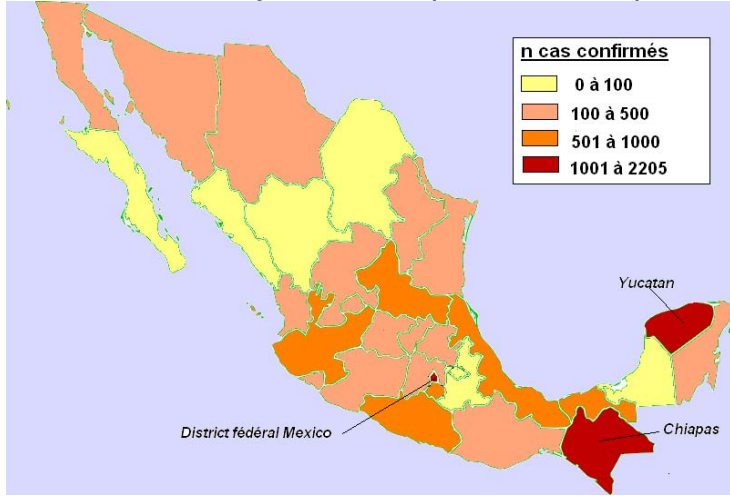 n cas confirmés
0 à 100
100 à 500
501 à 1000
1001 à 2205
Yucatan
District fédéral Mexico
Chiapas